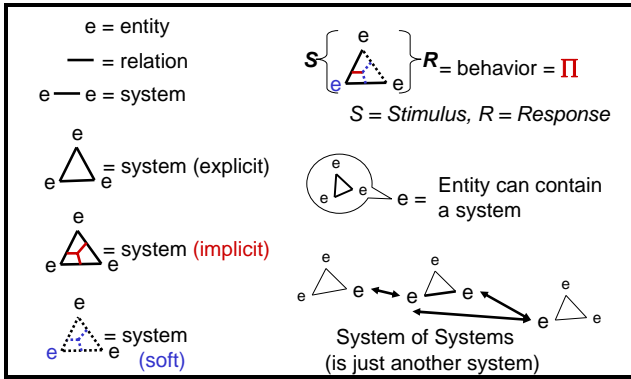 e = entity
= relation
e e = system
e
e e
= system (explicit)
e
e e
= system (implicit)
e
e e
= system
(soft)
S { e e e } R = behavior = ∏
S = Stimulus, R = Response
e
e e
e =
Entity can contain
a system
e
e e
e
e e
e
e e
System of Systems
(is just another system)